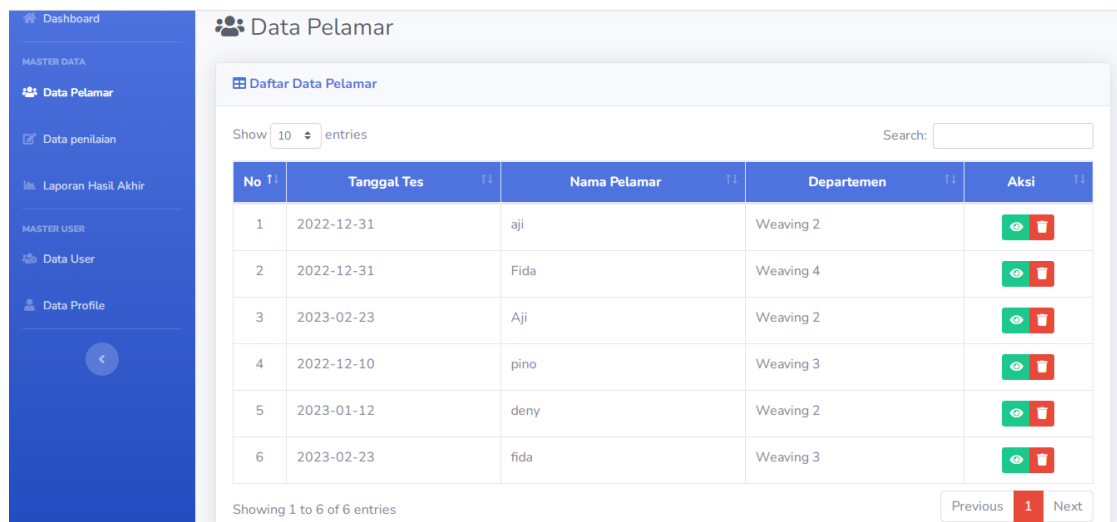 Dashboard
MASTER DATA
Data Pelamar
Data penilaian
Laporan Hasil Akhir
MASTER USER
Data User
Data Profile
Data Pelamar
Daftar Data Pelamar
Show 10 entries Search:
No Tanggal Tes Nama Pelamar Departemen Aksi
1 2022-12-31 aji Weaving 2
2 2022-12-31 Fida Weaving 4
3 2023-02-23 Aji Weaving 2
4 2022-12-10 pino Weaving 3
5 2023-01-12 deny Weaving 2
6 2023-02-23 fida Weaving 3
Showing 1 to 6 of 6 entries Previous 1 Next